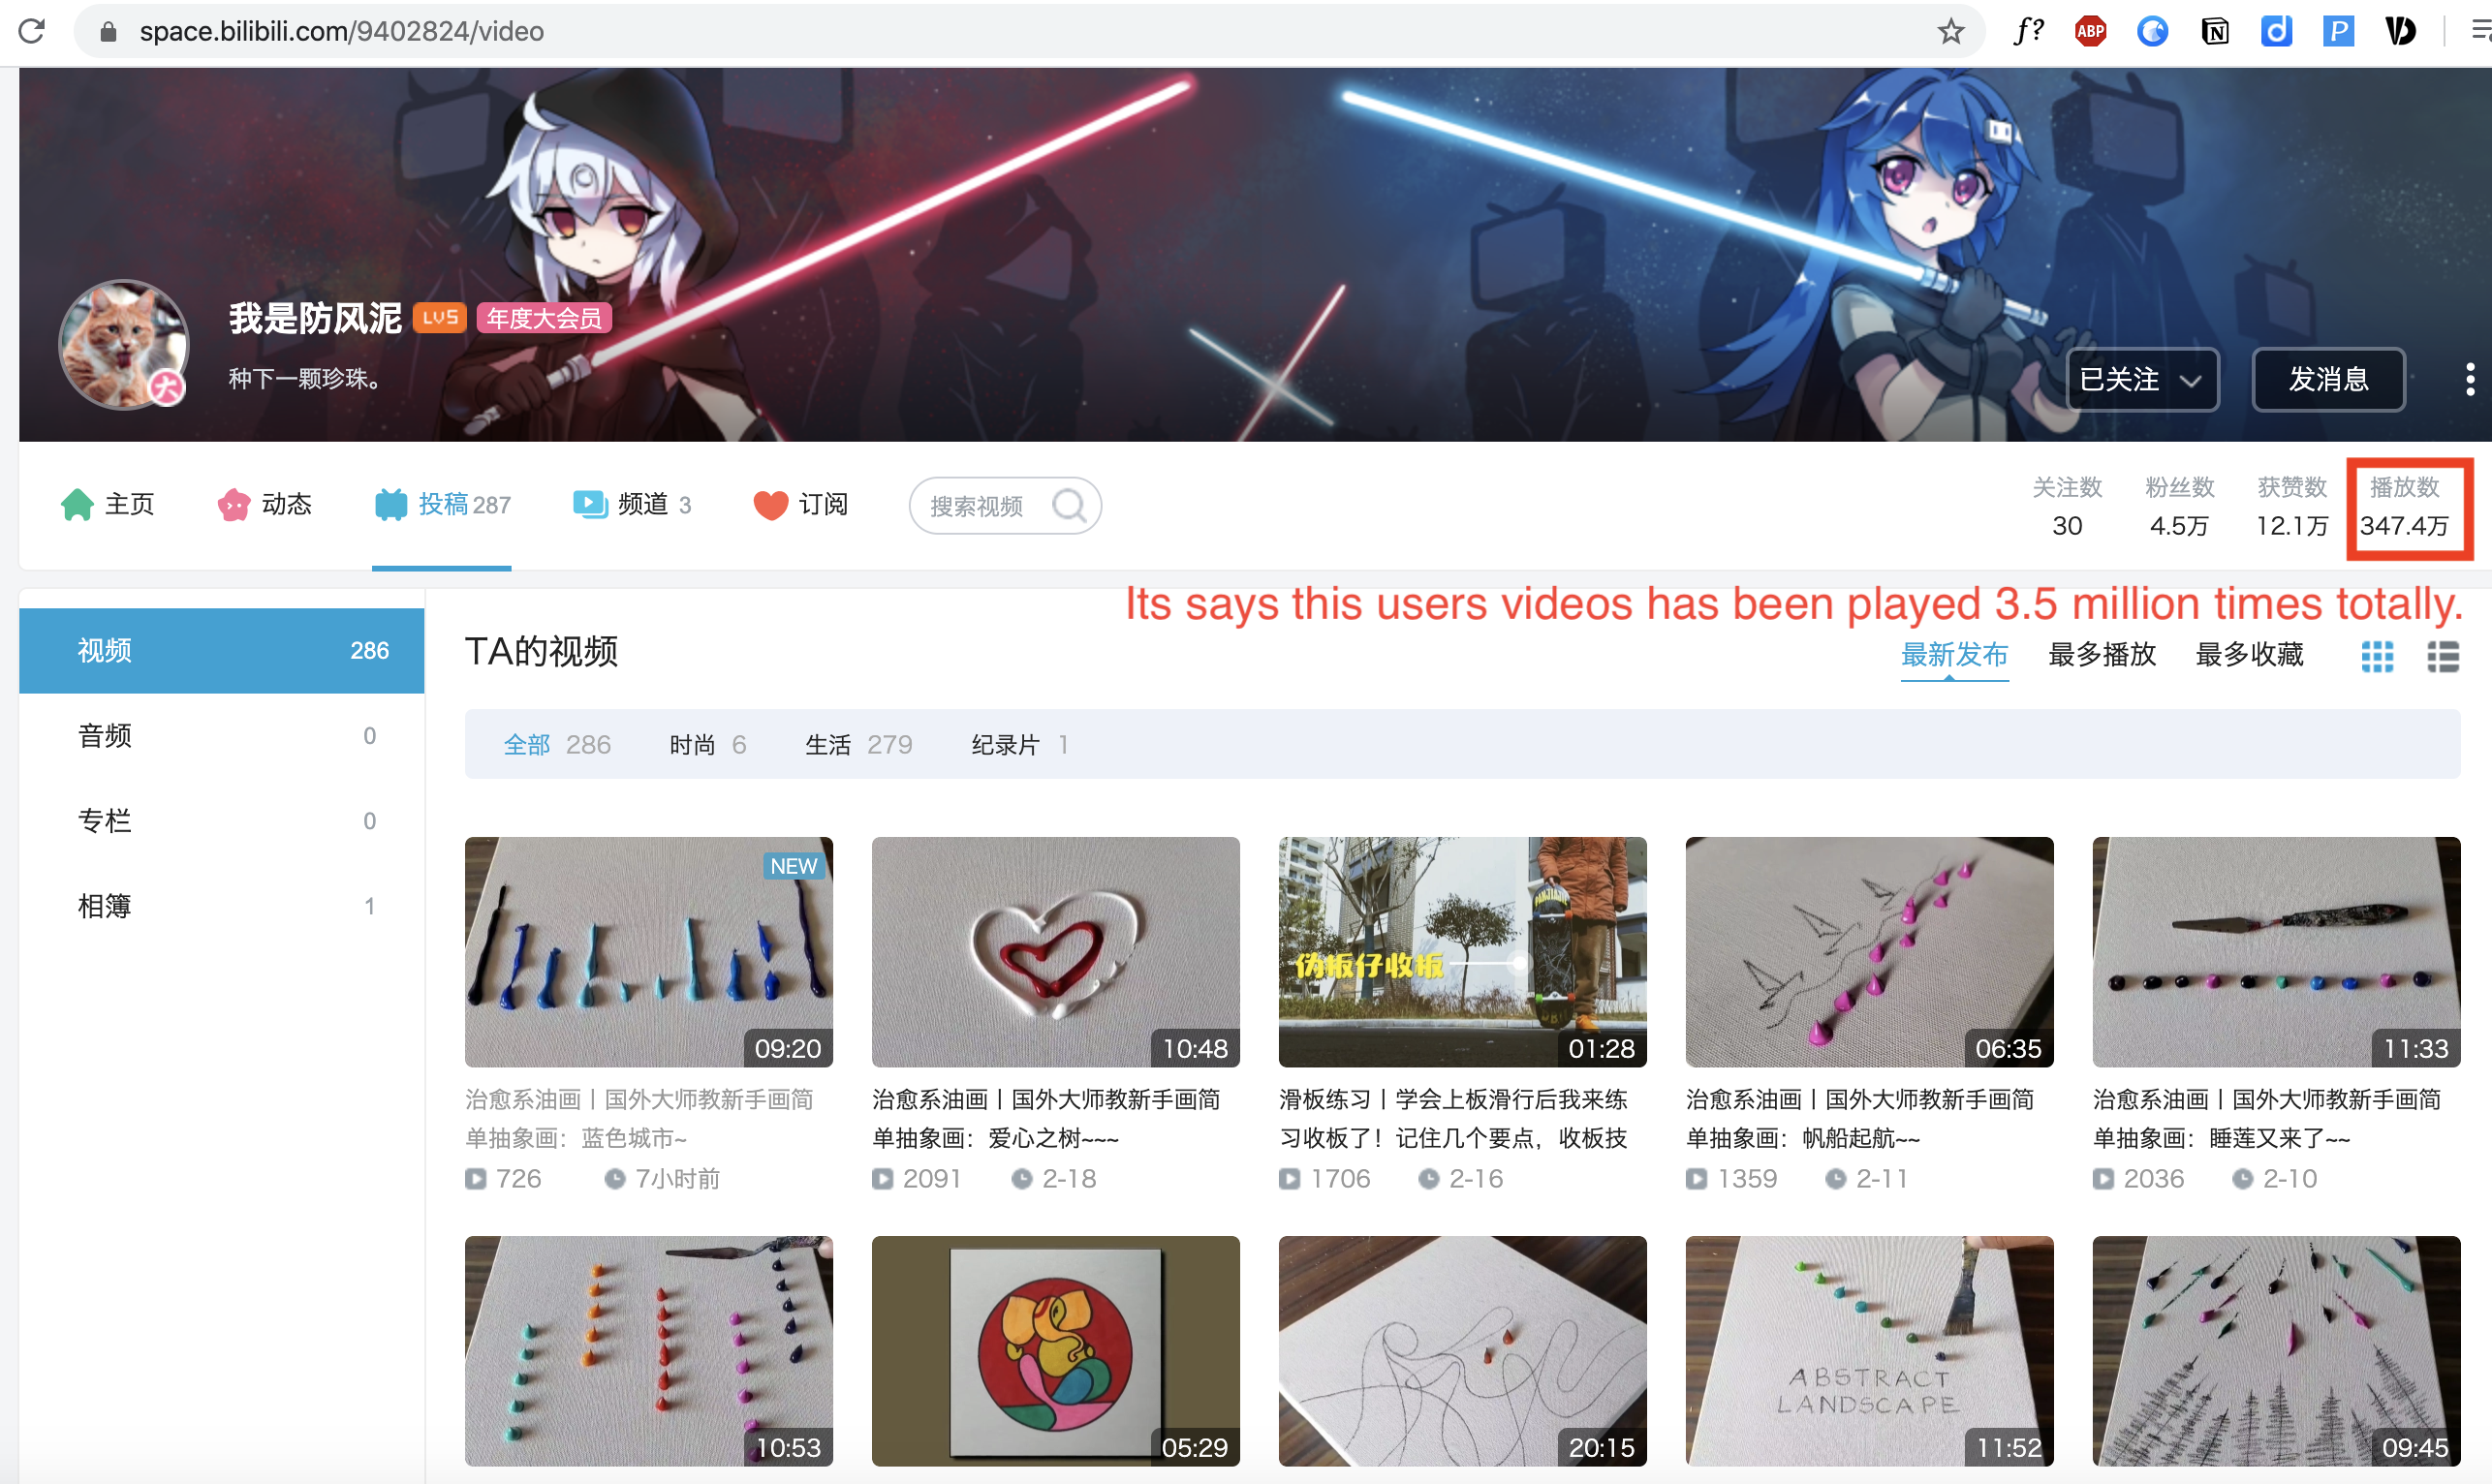 space.bilibili.com/9402824/video
f?
ABP
N
d
P
我是防风泥 LV5 年度大会员
大
种下一颗珍珠。
已关注
发消息
主页
动态
投稿 287
频道 3
订阅
搜索视频
关注数 粉丝数 获赞数 播放数
30 4.5万 12.1万 347.4万
Its says this users videos has been played 3.5 million times totally.
视频 286
音频 0
专栏 0
相簿 1
TA的视频
最新发布 最多播放 最多收藏
全部 286 时尚 6 生活 279 纪录片 1
NEW
09:20
治愈系油画丨国外大师教新手画简
单抽象画：蓝色城市~
726 7小时前
10:48
治愈系油画丨国外大师教新手画简
单抽象画：爱心之树~~~
2091 2-18
伪板仔收板
01:28
滑板练习丨学会上板滑行后我来练
习收板了！记住几个要点，收板技
1706 2-16
06:35
治愈系油画丨国外大师教新手画简
单抽象画：帆船起航~~
1359 2-11
11:33
治愈系油画丨国外大师教新手画简
单抽象画：睡莲又来了~~
2036 2-10
10:53
05:29
20:15
ABSTRACT
LANDSCAPE
11:52
09:45